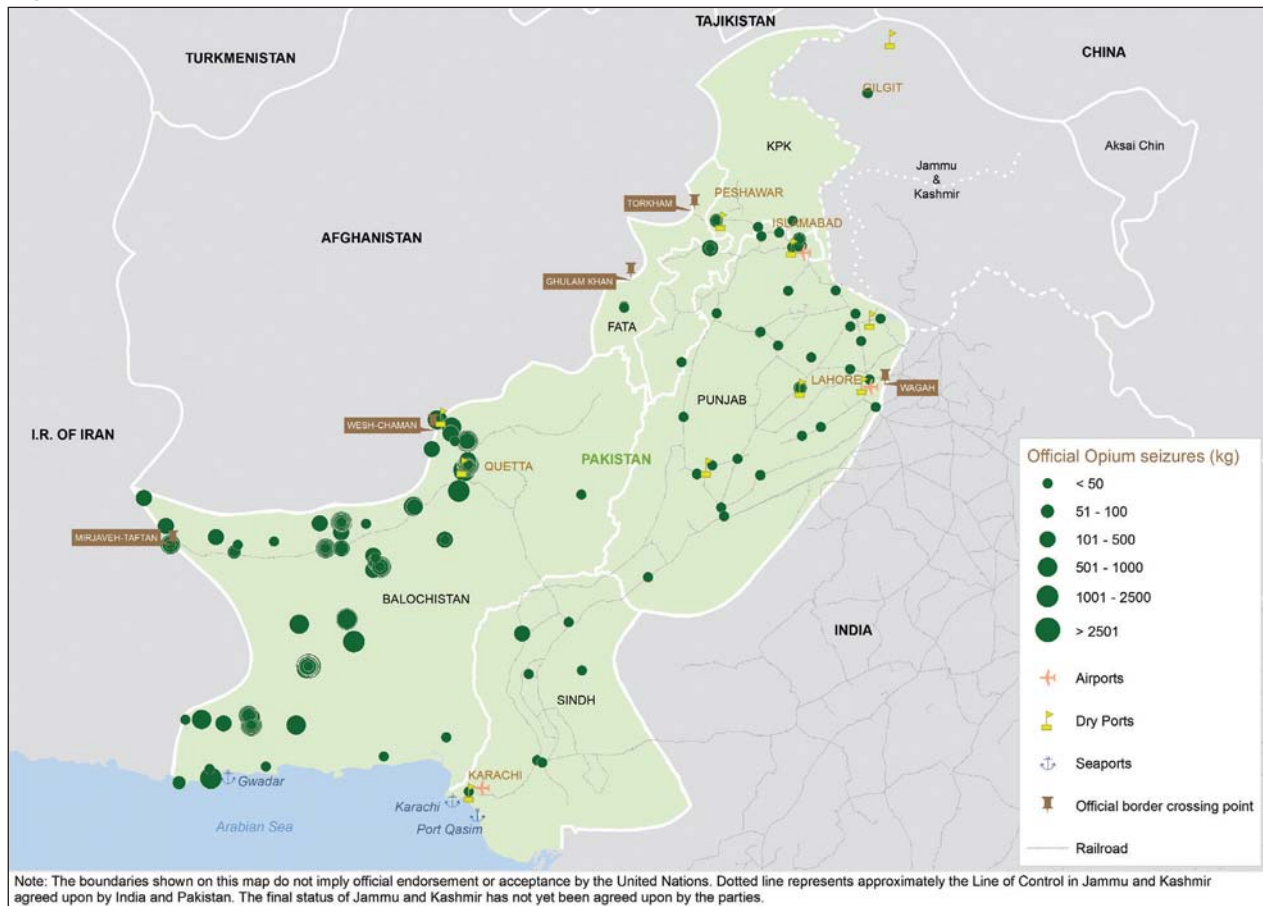 TAJIKISTAN
TURKMENISTAN
CHINA
GILGIT
KPK
Aksai Chin
Jammu
&
Kashmir
PESHAWAR
TORKHAM
ISLAMABAD
AFGHANISTAN
GHULAM KHAN
FATA
LAHORE
WAGAH
PUNJAB
WESH-CHAMAN
I.R. OF IRAN
QUETTA
PAKISTAN
MIRJAVEH-TAFTAN
BALOCHISTAN
INDIA
SINDH
KARACHI
Gwadar
Karachi
Port Qasim
Arabian Sea
Official Opium seizures (kg)
< 50
51 - 100
101 - 500
501 - 1000
1001 - 2500
> 2501
Airports
Dry Ports
Seaports
Official border crossing point
Railroad
Note: The boundaries shown on this map do not imply official endorsement or acceptance by the United Nations. Dotted line represents approximately the Line of Control in Jammu and Kashmir
agreed upon by India and Pakistan. The final status of Jammu and Kashmir has not yet been agreed upon by the parties.